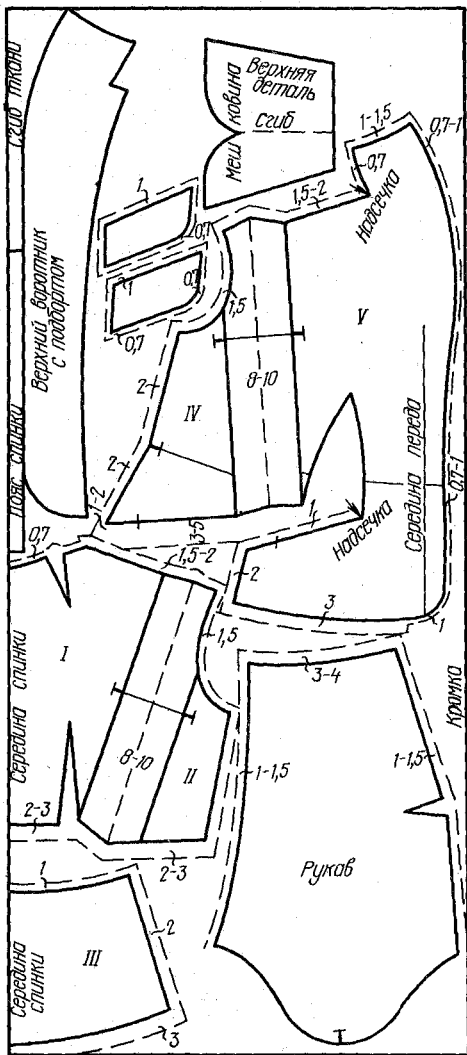 Сгиб ткани
Верхний воротник
с подбортом
Пояс спинки
мешковина
Верхняя
деталь
сгиб
1-1,5
0,7-1
0,7
Надсечка
1
1,5-2
0,7
1
0,7
0,7
1,5
V
8-10
2
IV
2
Середина переда
0,7-1
1-2
3-5
1
Надсечка
0,7
1,5-2
2
3
1
1,5
I
Середина спинки
8-10
II
3-4
1-1,5
1-1,5
Кромка
2-3
2-3
Рукав
1
2
III
Середина
спинки
3